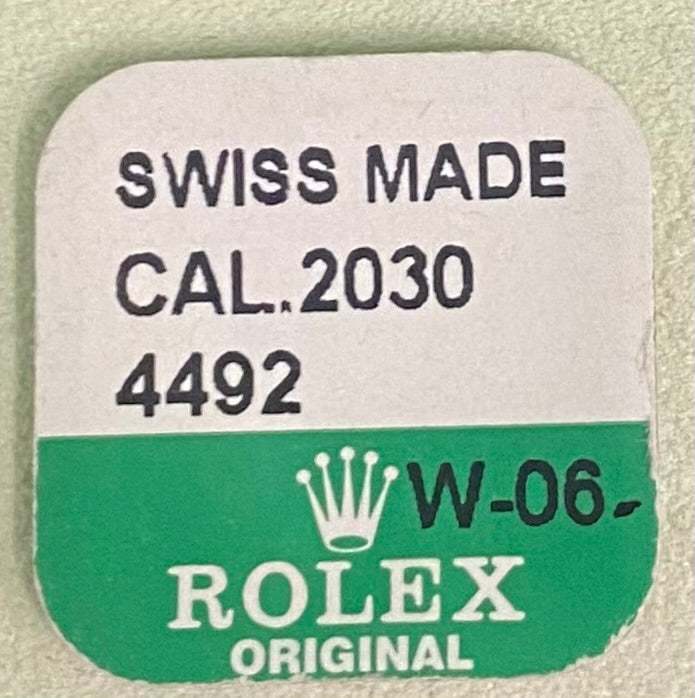 SWISS MADE
CAL.2030
4492
W-06-
ROLEX
ORIGINAL